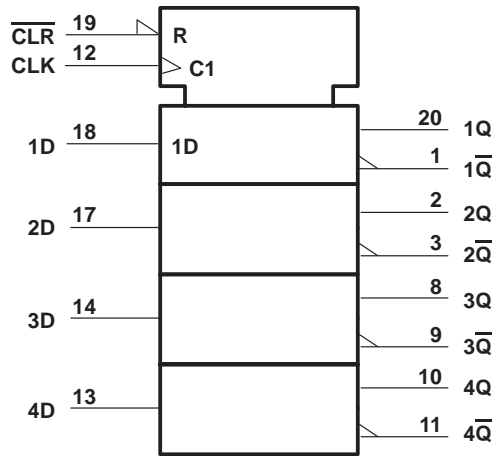 C̅L̅R̅ 19 R
CLK 12 C1
1D 18 1D 20 1Q
1 1Q̅
2D 17 2 2Q
3 2Q̅
3D 14 8 3Q
9 3Q̅
4D 13 10 4Q
11 4Q̅